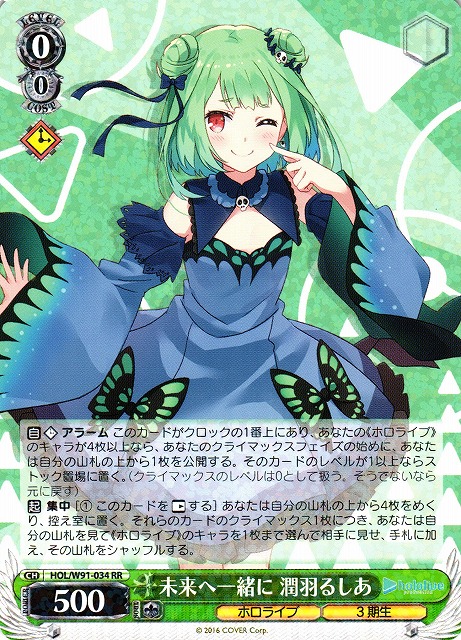 LEVEL
0
0
COST
自 アラーム このカードがクロックの1番上にあり、あなたの《ホロライブ》
のキャラが4枚以上なら、あなたのクライマックスフェイズの始めに、あなた
は自分の山札の上から1枚を公開する。そのカードのレベルが1以上ならス
トック置場に置く。（クライマックスのレベルは0として扱う。そうでないなら
元に戻す）
起 集中 [① このカードを する] あなたは自分の山札の上から4枚をめ
くり、控え室に置く。それらのカードのクライマックス1枚につき、あなたは自
分の山札を見て《ホロライブ》のキャラを1枚まで選んで相手に見せ、手札に加
え、その山札をシャッフルする。
CH HOL/W91-034 RR
POWER 500
未来へ一緒に 潤羽るしあ
hololive
ホロライブ 3期生
© 2016 COVER Corp.